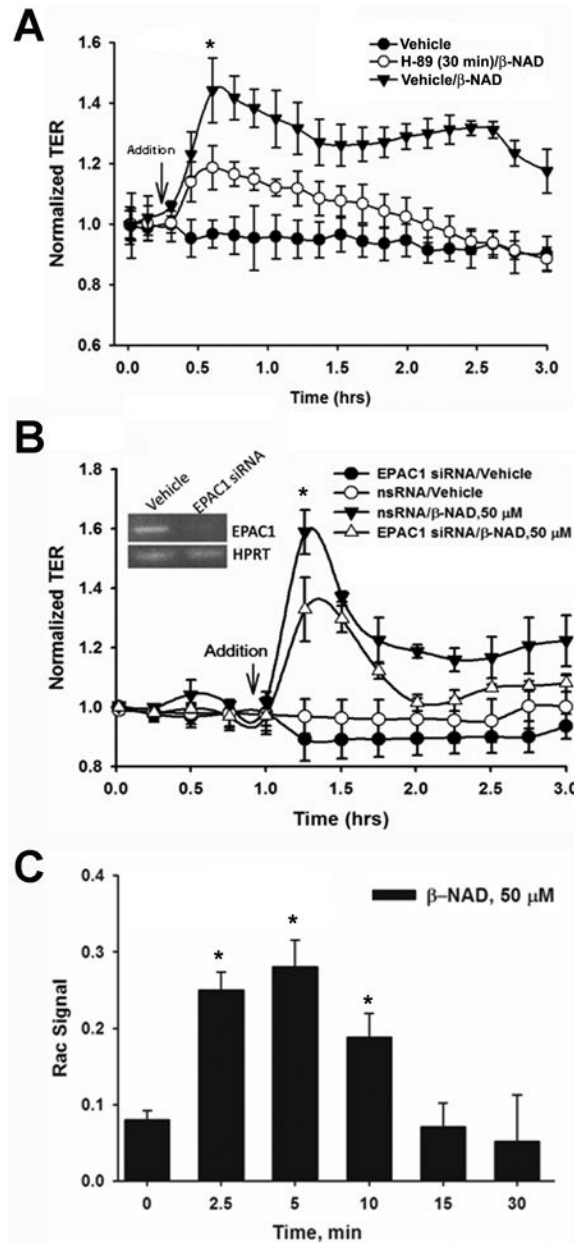 A
Vehicle
H-89 (30 min)/β-NAD
Vehicle/β-NAD
*
Addition
Normalized TER
1.6
1.4
1.2
1.0
0.8
0.6
0.0 0.5 1.0 1.5 2.0 2.5 3.0
Time (hrs)
B
Vehicle
EPAC1 siRNA
EPAC1
HPRT
EPAC1 siRNA/Vehicle
nsRNA/Vehicle
nsRNA/β-NAD,50 μM
EPAC1 siRNA/β-NAD,50 μM
*
Addition
Normalized TER
1.8
1.6
1.4
1.2
1.0
0.8
0.0 0.5 1.0 1.5 2.0 2.5 3.0
Time (hrs)
C
β–NAD, 50 μM
* * *
Rac Signal
0.4
0.3
0.2
0.1
0.0
0 2.5 5 10 15 30
Time, min